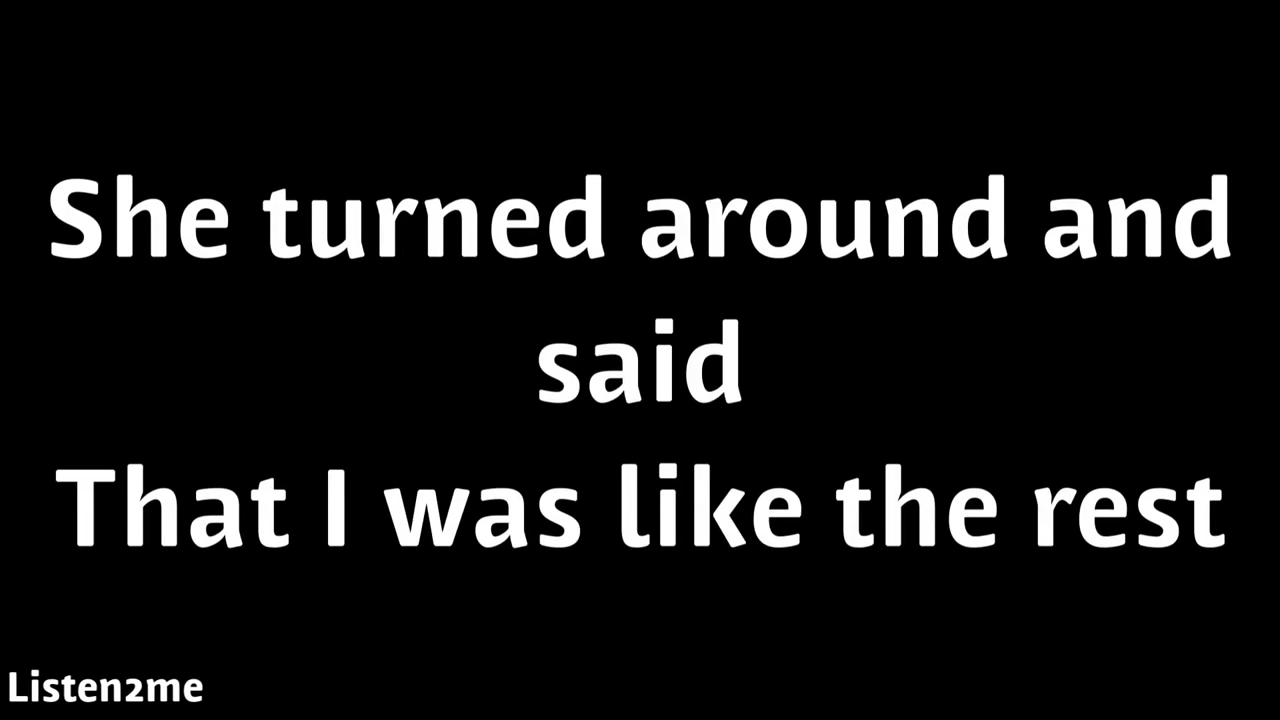 She turned around and
said
That I was like the rest
Listen2me